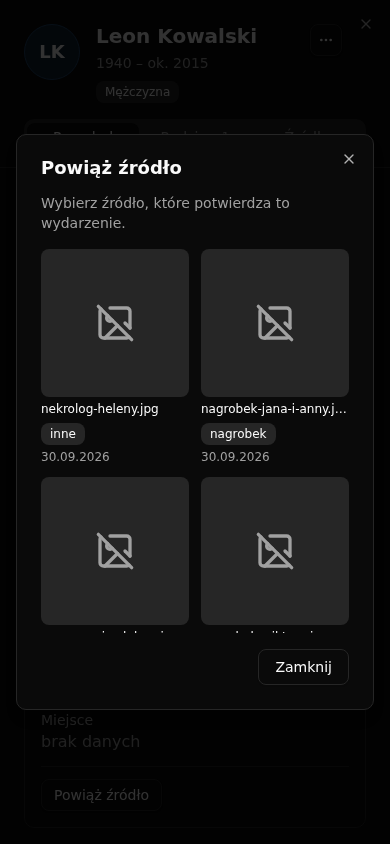 LK
Leon Kowalski
1940 – ok. 2015
Mężczyzna
Powiąż źródło
Wybierz źródło, które potwierdza to
wydarzenie.
nekrolog-heleny.jpg
nagrobek-jana-i-anny.j…
inne
nagrobek
30.09.2026
30.09.2026
Zamknij
Miejsce
brak danych
Powiąż źródło